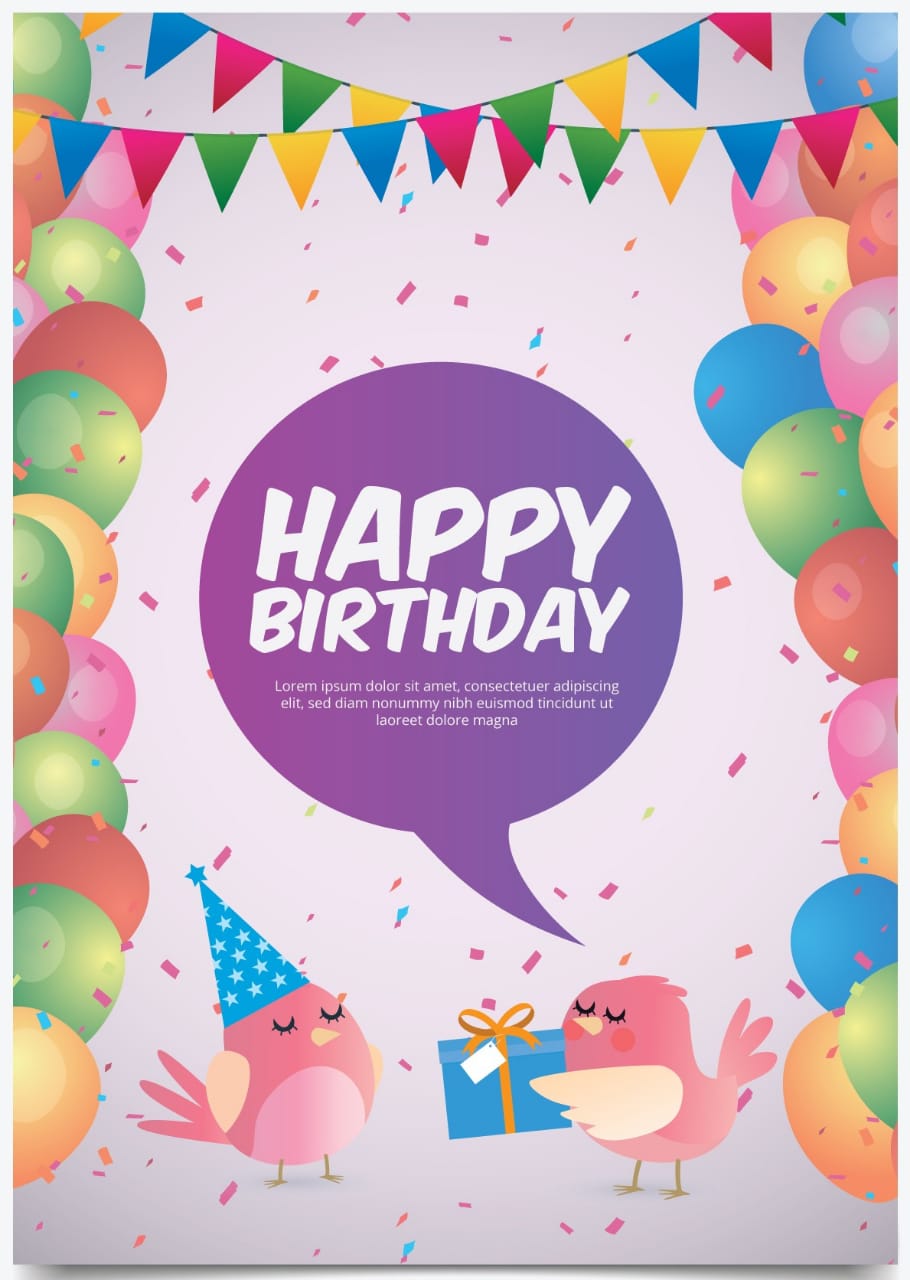 HAPPY
BIRTHDAY
Lorem ipsum dolor sit amet, consectetuer adipiscing
elit, sed diam nonummy nibh euismod tincidunt ut
laoreet dolore magna